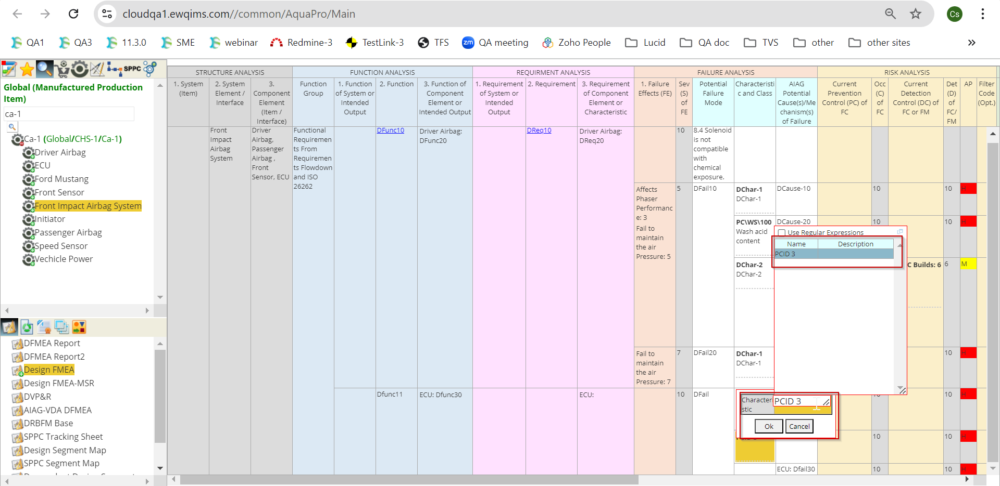 cloudqa1.ewqims.com//common/AquaPro/Main
Cs
QA1
QA3
11.3.0
SME
webinar
Redmine-3
TestLink-3
TFS
zm
QA meeting
Zoho People
Lucid
QA doc
TVS
other
other sites
»
SPPC
Global (Manufactured Production
Item)
ca-1
Ca-1 (Global/CHS-1/Ca-1)
Driver Airbag
ECU
Ford Mustang
Front Sensor
Front Impact Airbag System
Initiator
Passenger Airbag
Speed Sensor
Vechicle Power
DFMEA Report
DFMEA Report2
Design FMEA
Design FMEA-MSR
DVP&R
AIAG-VDA DFMEA
DRBFM Base
SPPC Tracking Sheet
Design Segment Map
SPPC Segment Map
STRUCTURE ANALYSIS
FUNCTION ANALYSIS
REQUIRMENT ANALYSIS
FAILURE ANALYSIS
RISK ANALYSIS
1. System
(Item)
2. System
Element /
Interface
3.
Component
Element
(Item /
Interface)
Function
Group
1. Function
of System or
Intended
Output
2. Function
3. Function of
Component
Element or
Intended Output
1. Requirement
of System or
Intended
Output
2. Requirement
3. Requirement
of Component
Element or
Characteristic
1. Failure
Effects (FE)
Sev
(S)
of
FE
Potential
Failure
Mode
Characteristi
c and Class
AIAG
Potential
Cause(s)/Me
chanism(s)
of Failure
Current
Prevention
Control (PC) of
FC
Occ
(C)
of
FC
Current
Detection
Control (DC) of
FC or FM
Det
(D)
of
FC/
FM
AP
Filter
Code
(Opt.)
Front
Impact
Airbag
System
Driver
Airbag,
Passenger
Airbag ,
Front
Sensor, ECU
Functional
Requiremen
ts From
Requiremen
ts Flowdown
and ISO
26262
DFunc10
Driver Airbag:
DFunc20
DReq10
Driver Airbag:
DReq20
10
8.4 Solenoid
is not
compatible
with
chemical
exposure.
Affects
Phaser
Performanc
e: 3
Fail to
maintain
the air
Pressure: 5
5
DFail10
DChar-1
DChar-1
DCause-10
10
10
H
PC\WS\100
Wash acid
content
DCause-20
10
10
H
DChar-2
DChar-2
C Builds: 6
6
M
Use Regular Expressions
Name
Description
PCID 3
Fail to
maintain
the air
Pressure: 7
7
DFail20
DChar-1
DChar-1
10
H
Dfunc11
ECU: Dfunc30
ECU:
10
DFail
10
H
Character
stic
PCID 3
Ok
Cancel
10
10
H
ECU: Dfail30
10
10
H